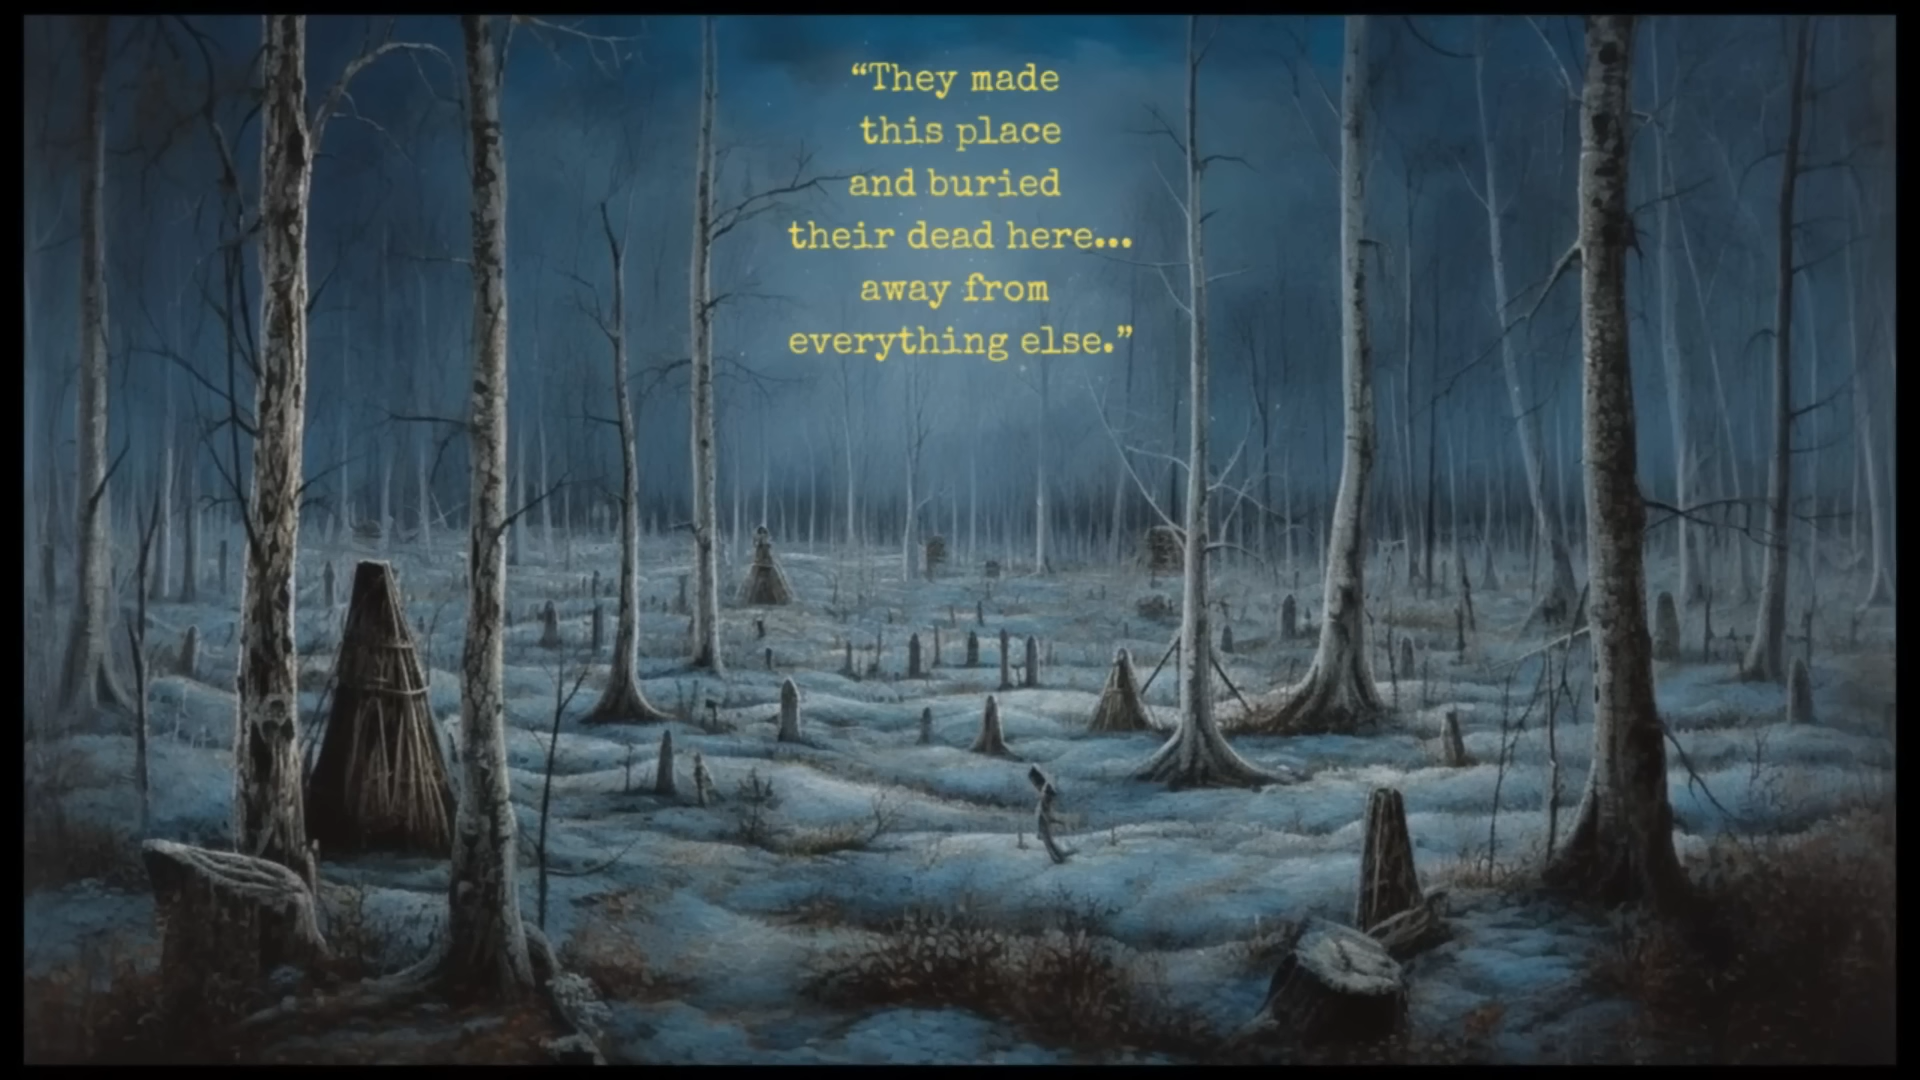 “They made
this place
and buried
their dead here...
away from
everything else.”